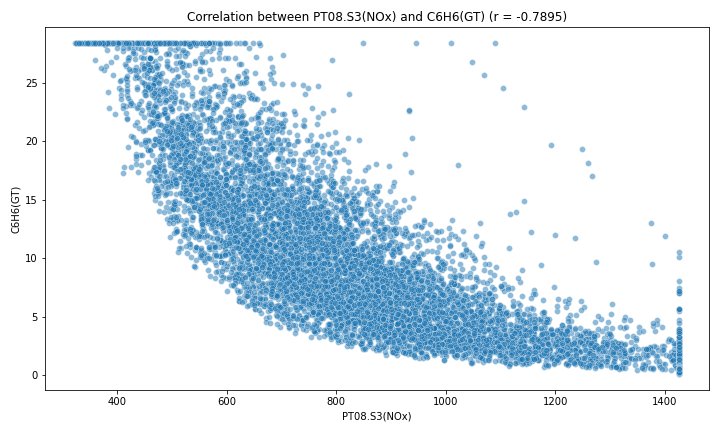 Correlation between PT08.S3(NOx) and C6H6(GT) (r = -0.7895)
25
20
15
10
5
0
C6H6(GT)
400 600 800 1000 1200 1400
PT08.S3(NOx)